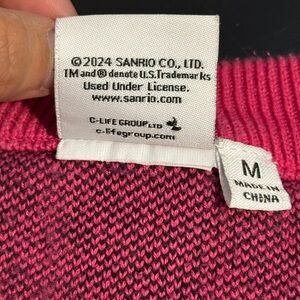 ©2024 SANRIO CO., LTD.
TM and ® denote U.S. Trademarks
Used Under License.
www.sanrio.com
C-LIFE GROUP LTD
c-lifegroup.com
M
MADE IN
CHINA